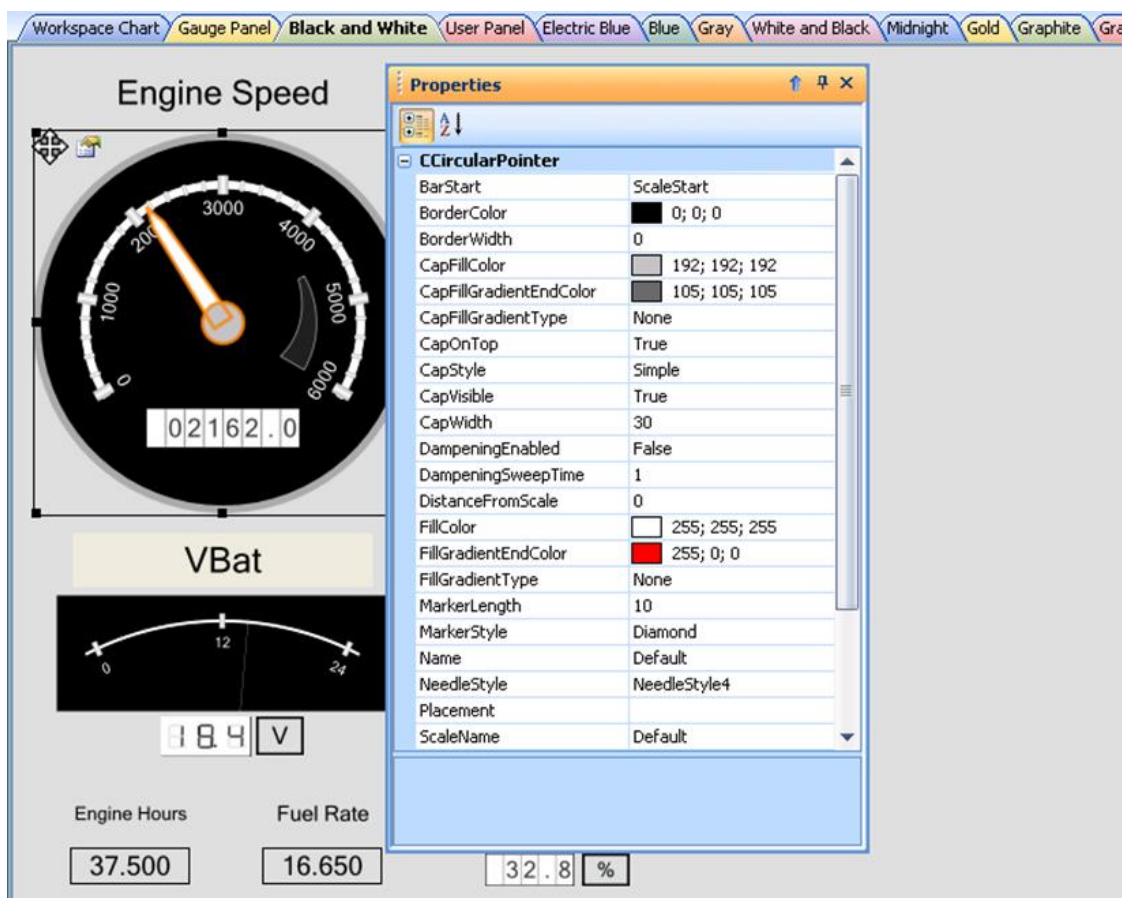 Workspace Chart Gauge Panel Black and White User Panel Electric Blue Blue Gray White and Black Midnight Gold Graphite Gra
Engine Speed
0
1000
2000
3000
4000
5000
6000
02162.0
VBat
0
12
24
18.4 V
Engine Hours
37.500
Fuel Rate
16.650
32.8 %
Properties
CCircularPointer
BarStart ScaleStart
BorderColor 0; 0; 0
BorderWidth 0
CapFillColor 192; 192; 192
CapFillGradientEndColor 105; 105; 105
CapFillGradientType None
CapOnTop True
CapStyle Simple
CapVisible True
CapWidth 30
DampeningEnabled False
DampeningSweepTime 1
DistanceFromScale 0
FillColor 255; 255; 255
FillGradientEndColor 255; 0; 0
FillGradientType None
MarkerLength 10
MarkerStyle Diamond
Name Default
NeedleStyle NeedleStyle4
Placement
ScaleName Default